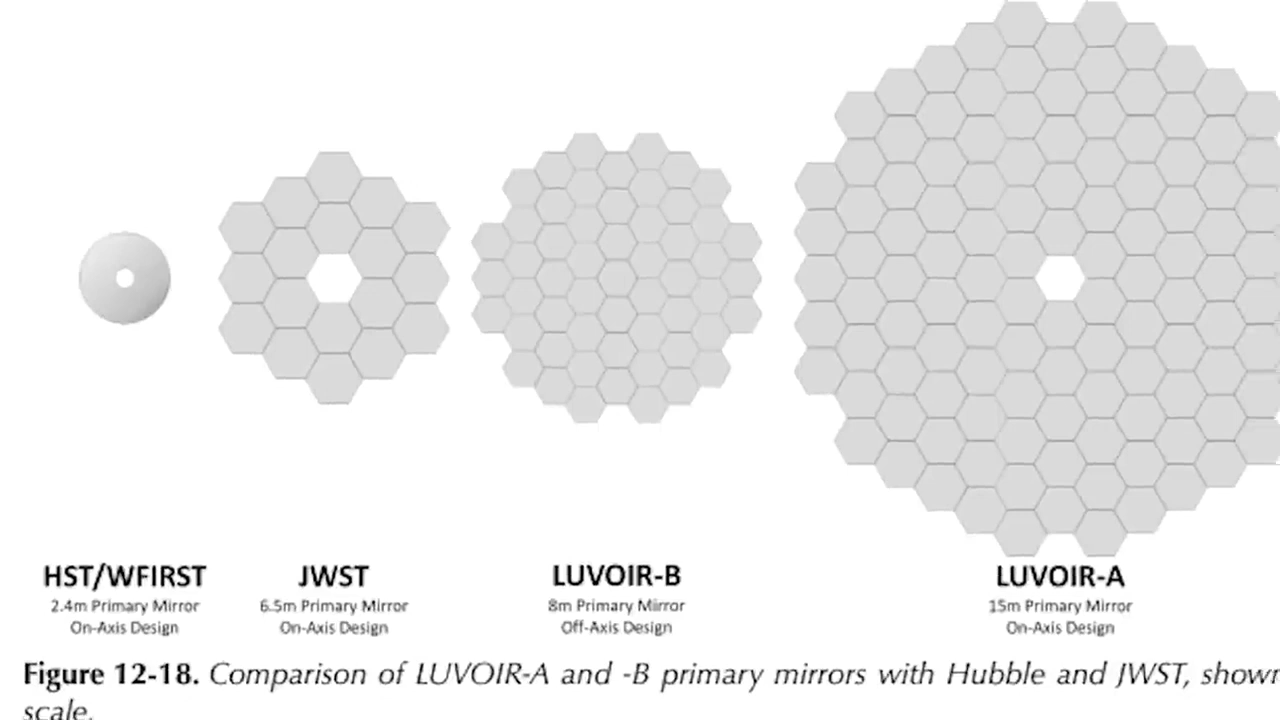 HST/WFIRST
2.4m Primary Mirror
On-Axis Design
JWST
6.5m Primary Mirror
On-Axis Design
LUVOIR-B
8m Primary Mirror
Off-Axis Design
LUVOIR-A
15m Primary Mirror
On-Axis Design
Figure 12-18. Comparison of LUVOIR-A and -B primary mirrors with Hubble and JWST, shown
scale.